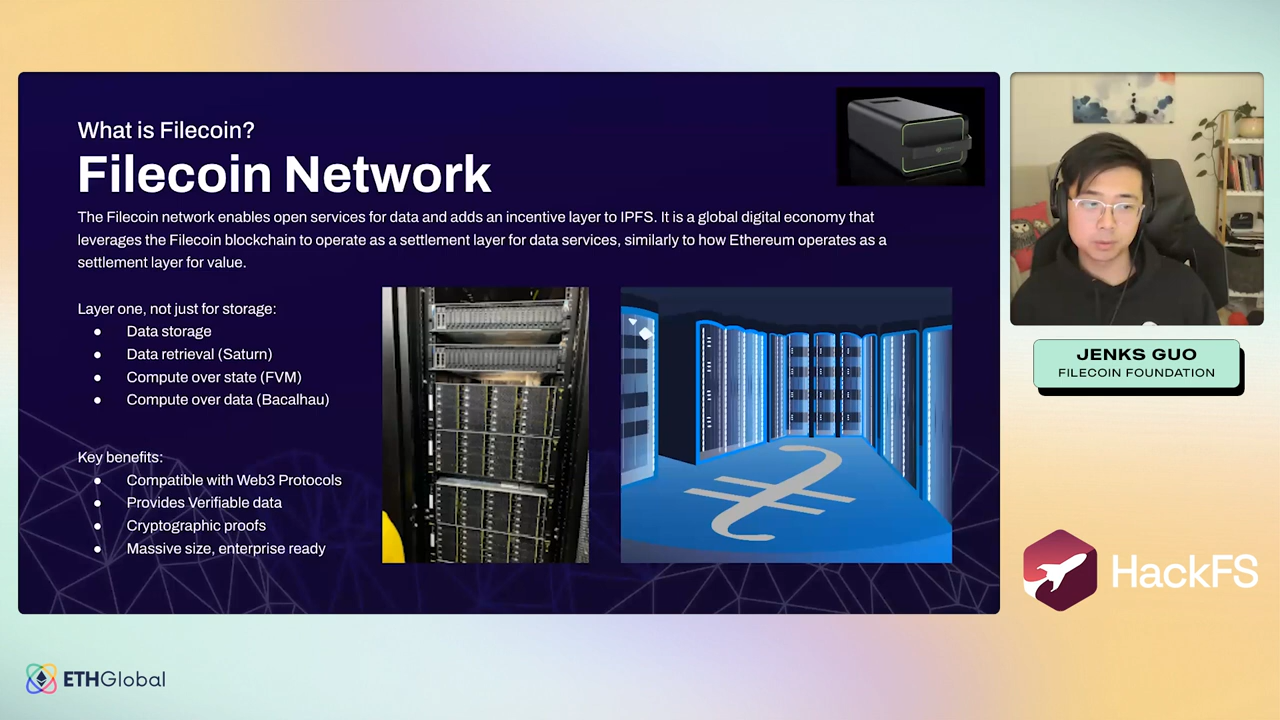 What is Filecoin?
Filecoin Network
The Filecoin network enables open services for data and adds an incentive layer to IPFS. It is a global digital economy that
leverages the Filecoin blockchain to operate as a settlement layer for data services, similarly to how Ethereum operates as a
settlement layer for value.
Layer one, not just for storage:
● Data storage
● Data retrieval (Saturn)
● Compute over state (FVM)
● Compute over data (Bacalhau)
Key benefits:
● Compatible with Web3 Protocols
● Provides Verifiable data
● Cryptographic proofs
● Massive size, enterprise ready
JENKS GUO
FILECOIN FOUNDATION
HackFS
ETHGlobal